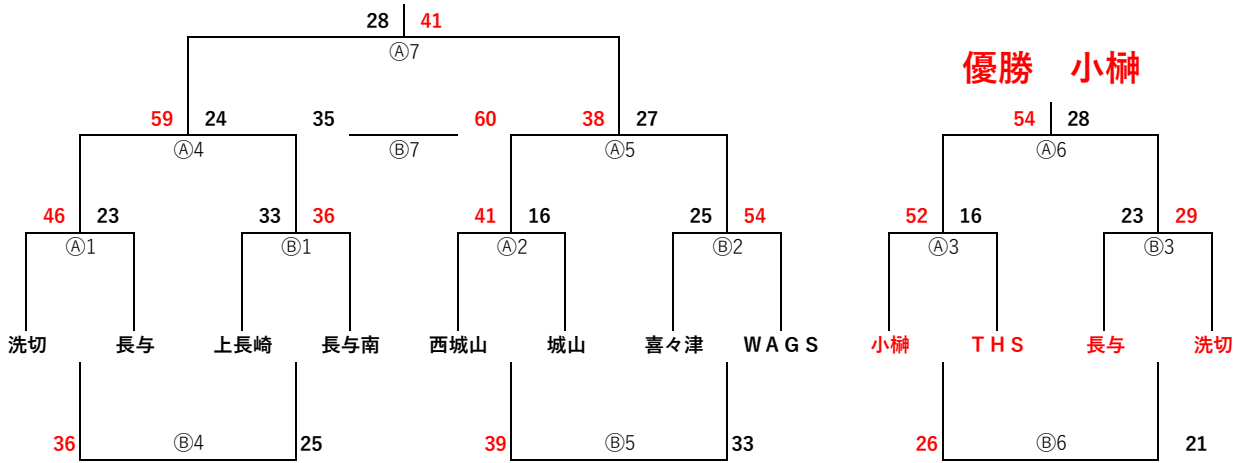 28 41
Ⓐ7
優勝 小榊
59 24 35 60 38 27 54 28
Ⓐ4 Ⓑ7 Ⓐ5 Ⓐ6
46 23 33 36 41 16 25 54 52 16 23 29
Ⓐ1 Ⓑ1 Ⓐ2 Ⓑ2 Ⓐ3 Ⓑ3
洗切 長与 上長崎 長与南 西城山 城山 喜々津 ＷＡＧＳ 小榊 ＴＨＳ 長与 洗切
36 Ⓑ4 25 39 Ⓑ5 33 26 Ⓑ6 21